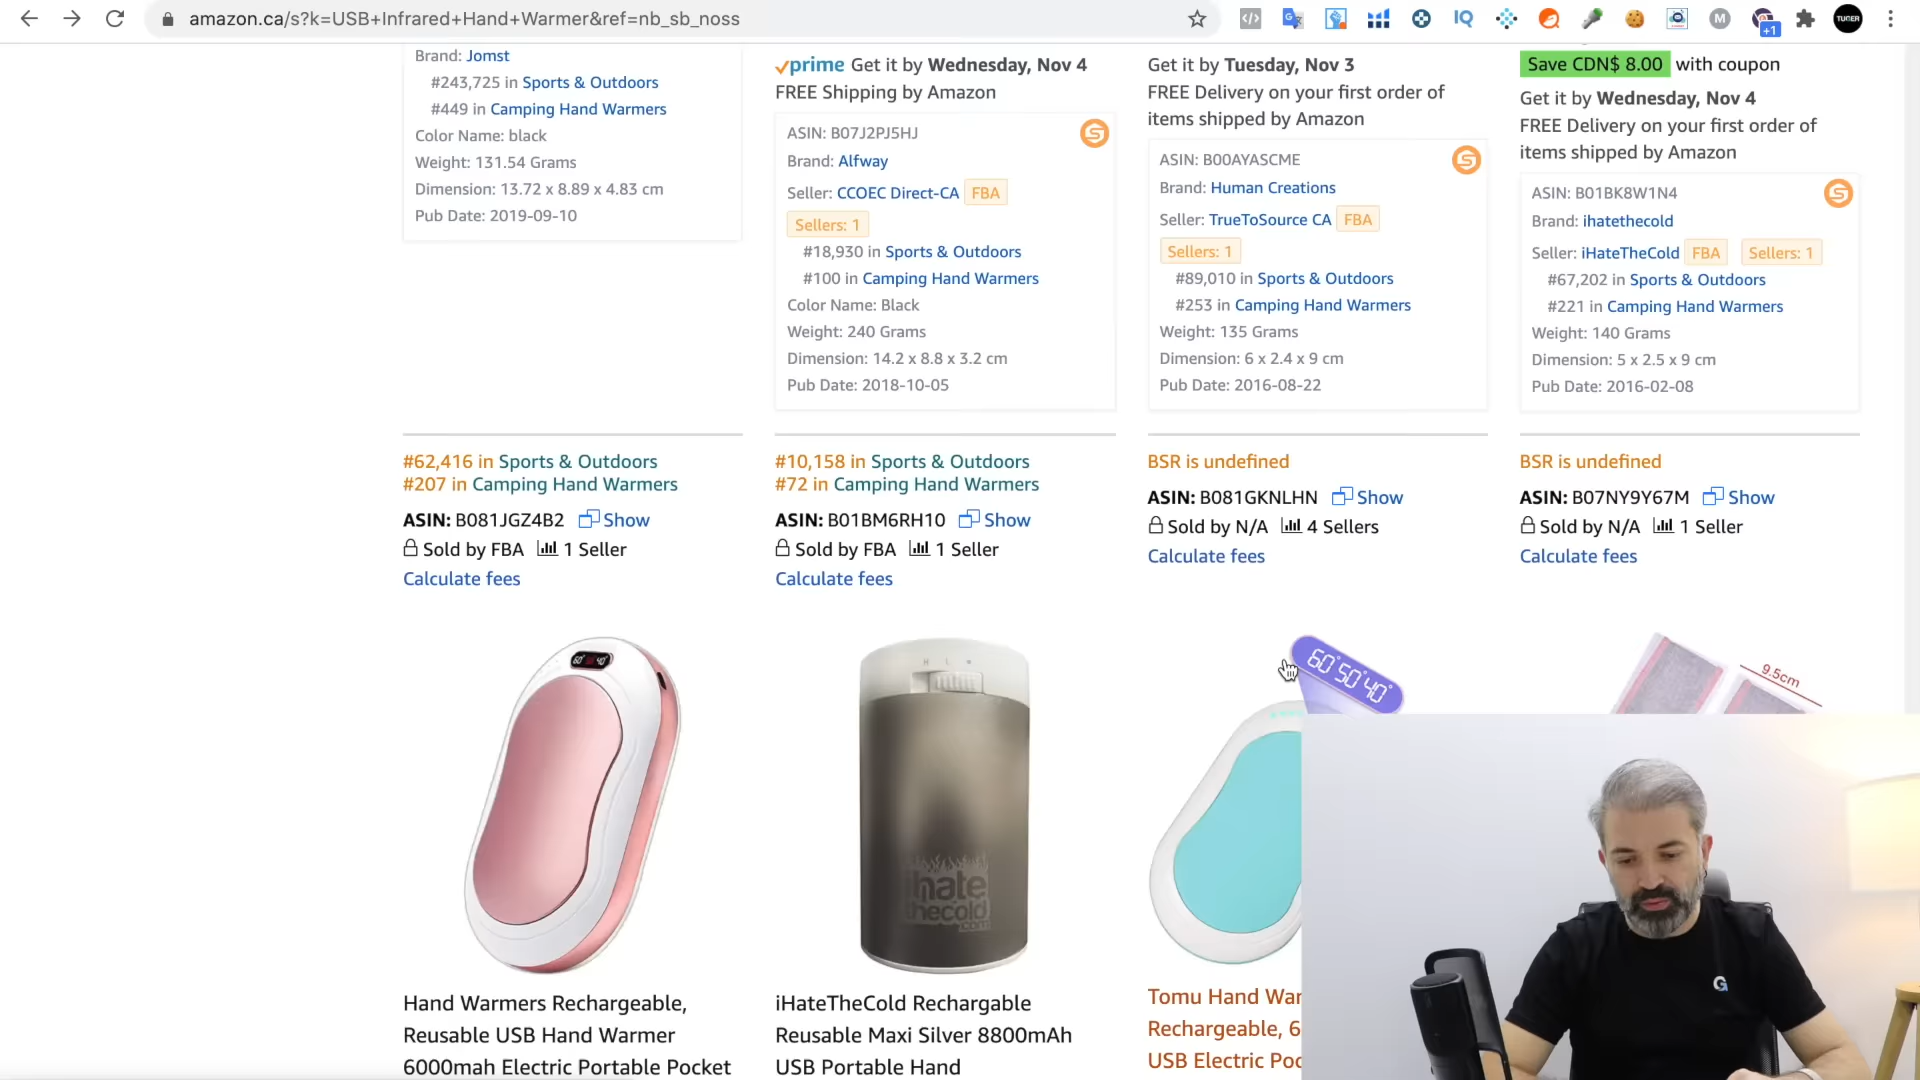 amazon.ca/s?k=USB+Infrared+Hand+Warmer&ref=nb_sb_noss
IQ
M
+1
TUNER
Brand: Jomst
#243,725 in Sports & Outdoors
#449 in Camping Hand Warmers
Color Name: black
Weight: 131.54 Grams
Dimension: 13.72 x 8.89 x 4.83 cm
Pub Date: 2019-09-10
prime Get it by Wednesday, Nov 4
FREE Shipping by Amazon
ASIN: B07J2PJ5HJ
Brand: Alfway
Seller: CCOEC Direct-CA FBA
Sellers: 1
#18,930 in Sports & Outdoors
#100 in Camping Hand Warmers
Color Name: Black
Weight: 240 Grams
Dimension: 14.2 x 8.8 x 3.2 cm
Pub Date: 2018-10-05
Get it by Tuesday, Nov 3
FREE Delivery on your first order of
items shipped by Amazon
ASIN: B00AYASCME
Brand: Human Creations
Seller: TrueToSource CA FBA
Sellers: 1
#89,010 in Sports & Outdoors
#253 in Camping Hand Warmers
Weight: 135 Grams
Dimension: 6 x 2.4 x 9 cm
Pub Date: 2016-08-22
Save CDN$ 8.00 with coupon
Get it by Wednesday, Nov 4
FREE Delivery on your first order of
items shipped by Amazon
ASIN: B01BK8W1N4
Brand: ihatethecold
Seller: iHateTheCold FBA Sellers: 1
#67,202 in Sports & Outdoors
#221 in Camping Hand Warmers
Weight: 140 Grams
Dimension: 5 x 2.5 x 9 cm
Pub Date: 2016-02-08
#62,416 in Sports & Outdoors
#207 in Camping Hand Warmers
ASIN: B081JGZ4B2 Show
Sold by FBA 1 Seller
Calculate fees
#10,158 in Sports & Outdoors
#72 in Camping Hand Warmers
ASIN: B01BM6RH10 Show
Sold by FBA 1 Seller
Calculate fees
BSR is undefined
ASIN: B081GKNLHN Show
Sold by N/A 4 Sellers
Calculate fees
BSR is undefined
ASIN: B07NY9Y67M Show
Sold by N/A 1 Seller
Calculate fees
60° 40°
H L
ihate
thecold
.com
60°50°40°
9.5cm
Hand Warmers Rechargeable,
Reusable USB Hand Warmer
6000mah Electric Portable Pocket
iHateTheCold Rechargable
Reusable Maxi Silver 8800mAh
USB Portable Hand
Tomu Hand War
Rechargeable, 6
USB Electric Poc
G